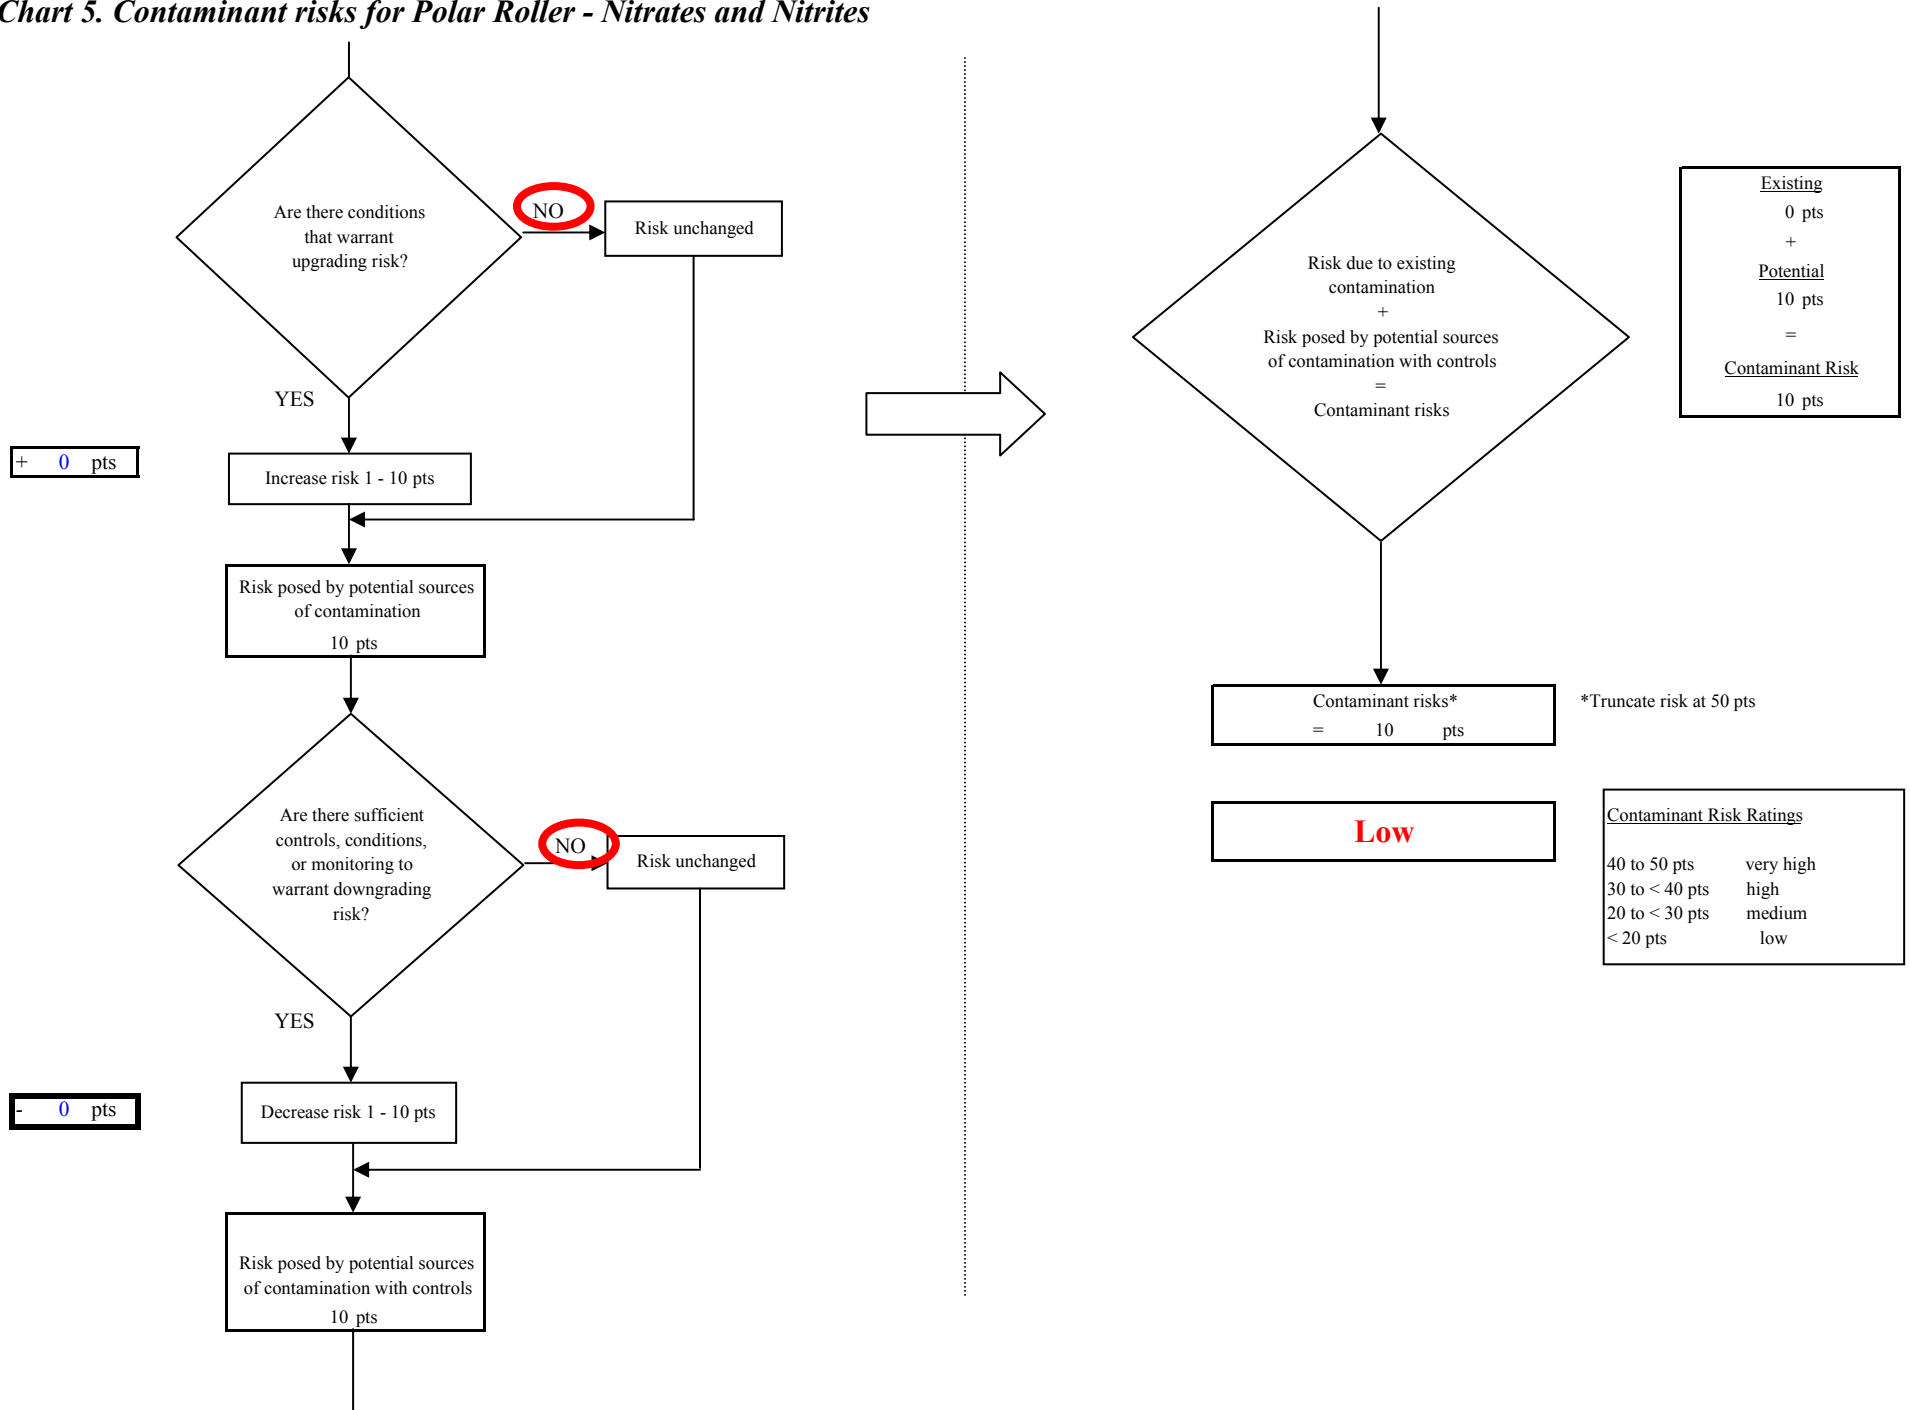 Chart 5. Contaminant risks for Polar Roller - Nitrates and Nitrites
Are there conditions
that warrant
upgrading risk?
NO
Risk unchanged
YES
+ 0 pts
Increase risk 1 - 10 pts
Risk posed by potential sources
of contamination
10 pts
Are there sufficient
controls, conditions,
or monitoring to
warrant downgrading
risk?
NO
Risk unchanged
YES
- 0 pts
Decrease risk 1 - 10 pts
Risk posed by potential sources
of contamination with controls
10 pts
Risk due to existing
contamination
+
Risk posed by potential sources
of contamination with controls
=
Contaminant risks
Existing
0 pts
+
Potential
10 pts
=
Contaminant Risk
10 pts
Contaminant risks*
= 10 pts
*Truncate risk at 50 pts
Low
Contaminant Risk Ratings
40 to 50 pts very high
30 to < 40 pts high
20 to < 30 pts medium
< 20 pts low